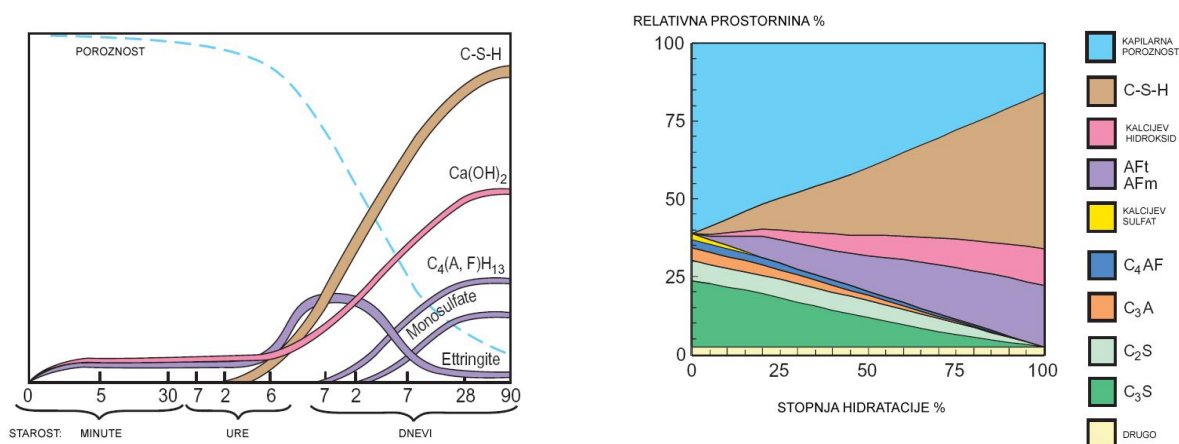 POROZNOST
C-S-H
Ca(OH)₂
C₄(A, F)H₁₃
Monosulfate
Ettringite
0 5 30 7 2 6 7 2 7 28 90
STAROST: MINUTE URE DNEVI
RELATIVNA PROSTORNINA %
100
75
50
25
0
0 25 50 75 100
STOPNJA HIDRATACIJE %
KAPILARNA
POROZNOST
C-S-H
KALCIJEV
HIDROKSID
AFt
AFm
KALCIJEV
SULFAT
C₄AF
C₃A
C₂S
C₃S
DRUGO